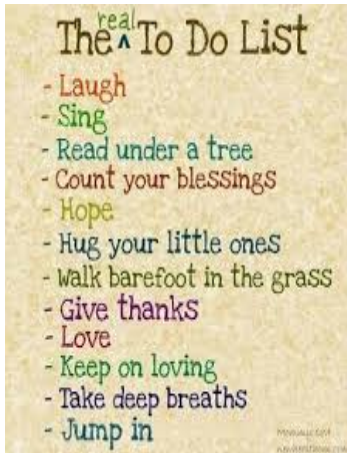 The real To Do List
- Laugh
- Sing
- Read under a tree
- Count your blessings
- Hope
- Hug your little ones
- Walk barefoot in the grass
- Give thanks
- Love
- Keep on loving
- Take deep breaths
- Jump in